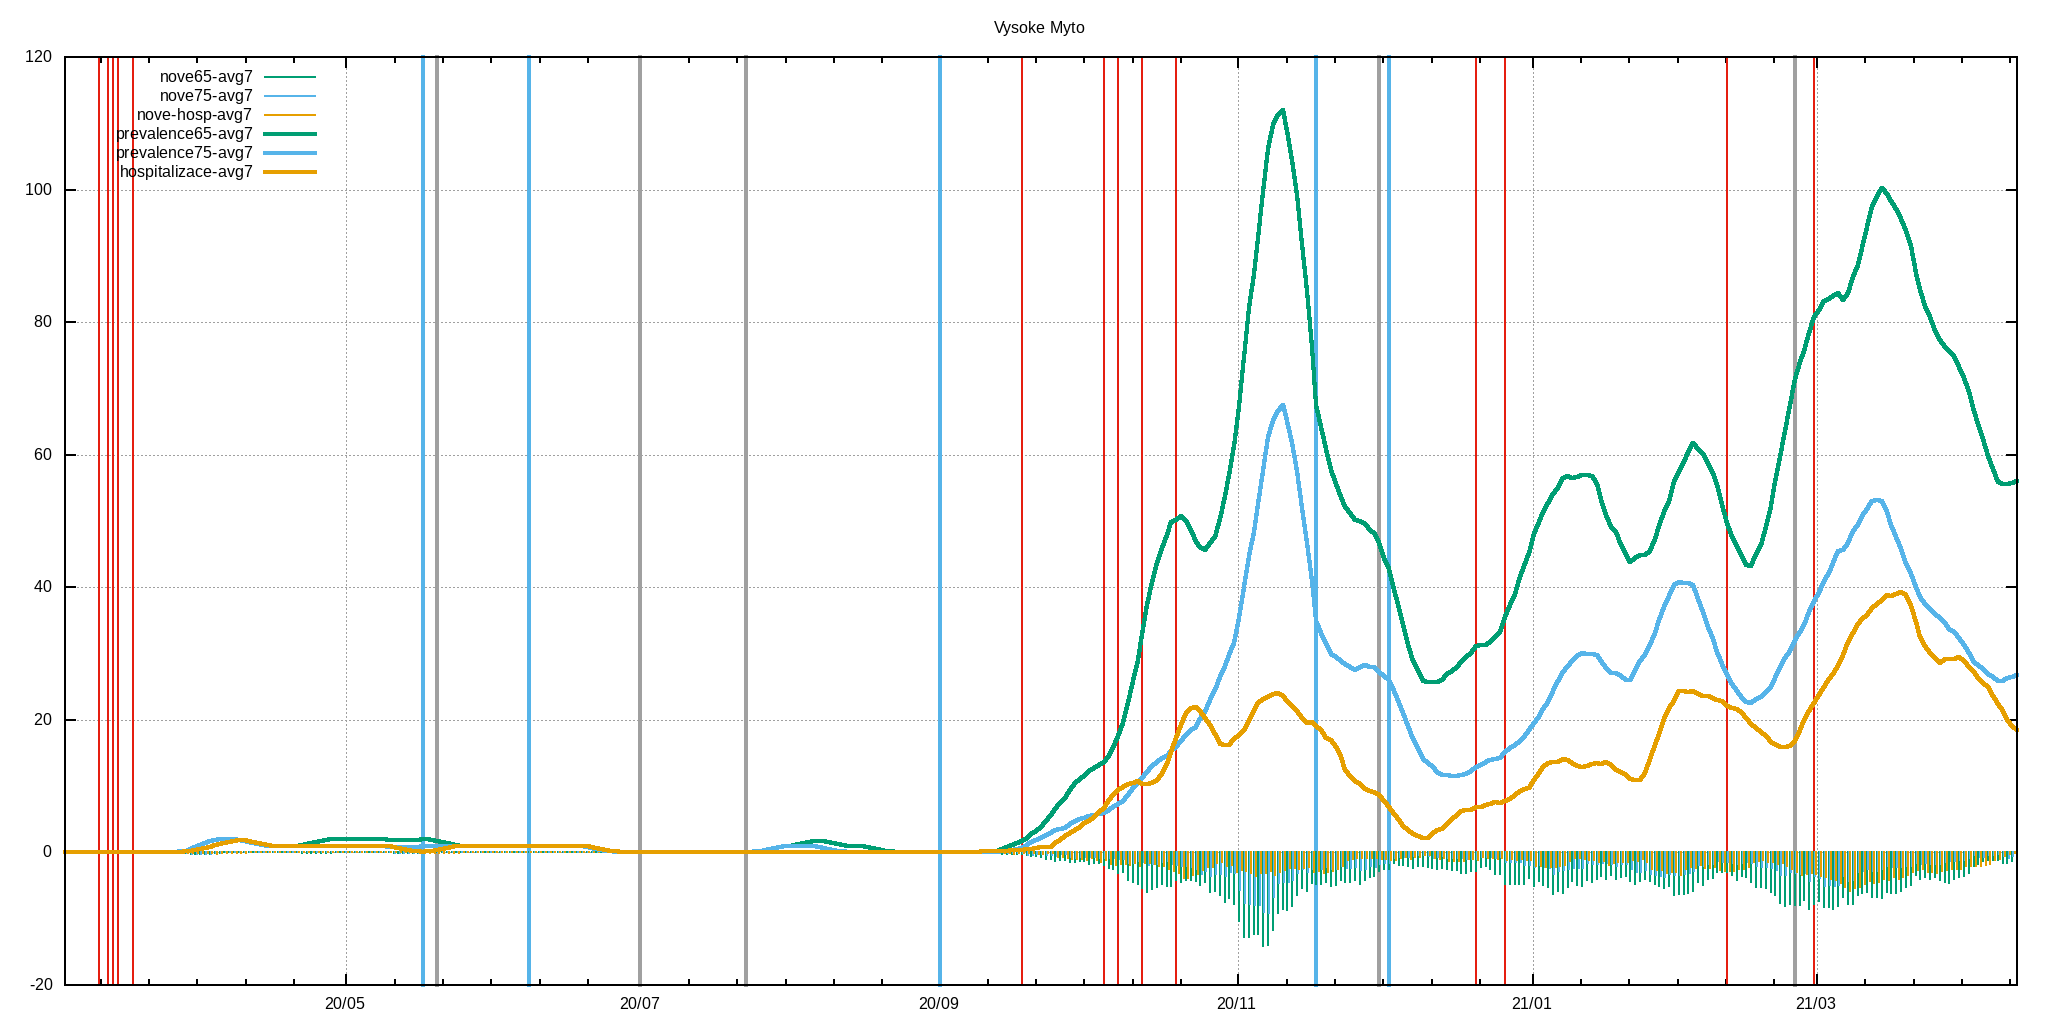 Vysoke Myto
120
100
80
60
40
20
0
-20
nove65-avg7
nove75-avg7
nove-hosp-avg7
prevalence65-avg7
prevalence75-avg7
hospitalizace-avg7
20/05
20/07
20/09
20/11
21/01
21/03